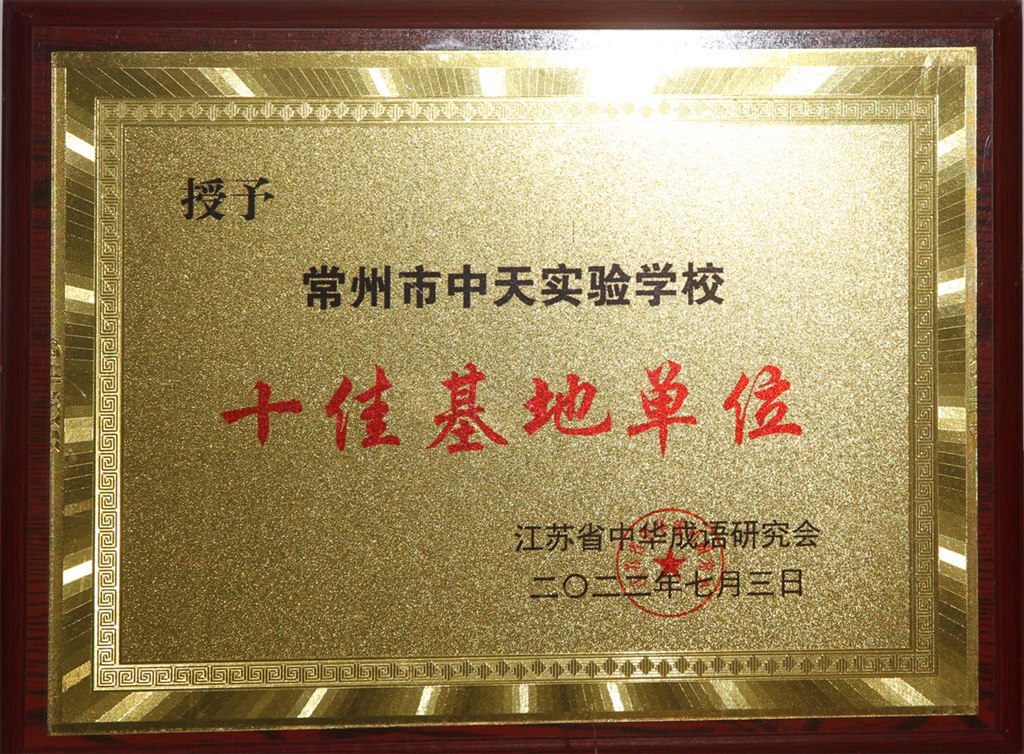 授予
常州市中天实验学校
十佳基地单位
江苏省中华成语研究会
二〇二二年七月三日